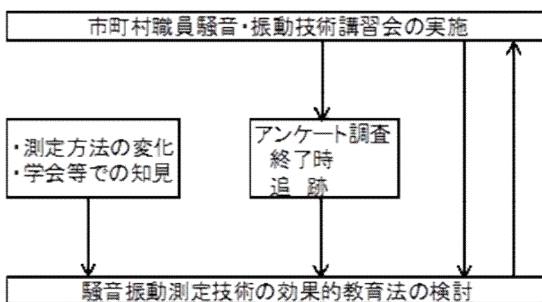 市町村職員騒音・振動技術講習会の実施
・測定方法の変化
・学会等での知見
アンケート調査
終了時
追 跡
騒音振動測定技術の効果的教育法の検討